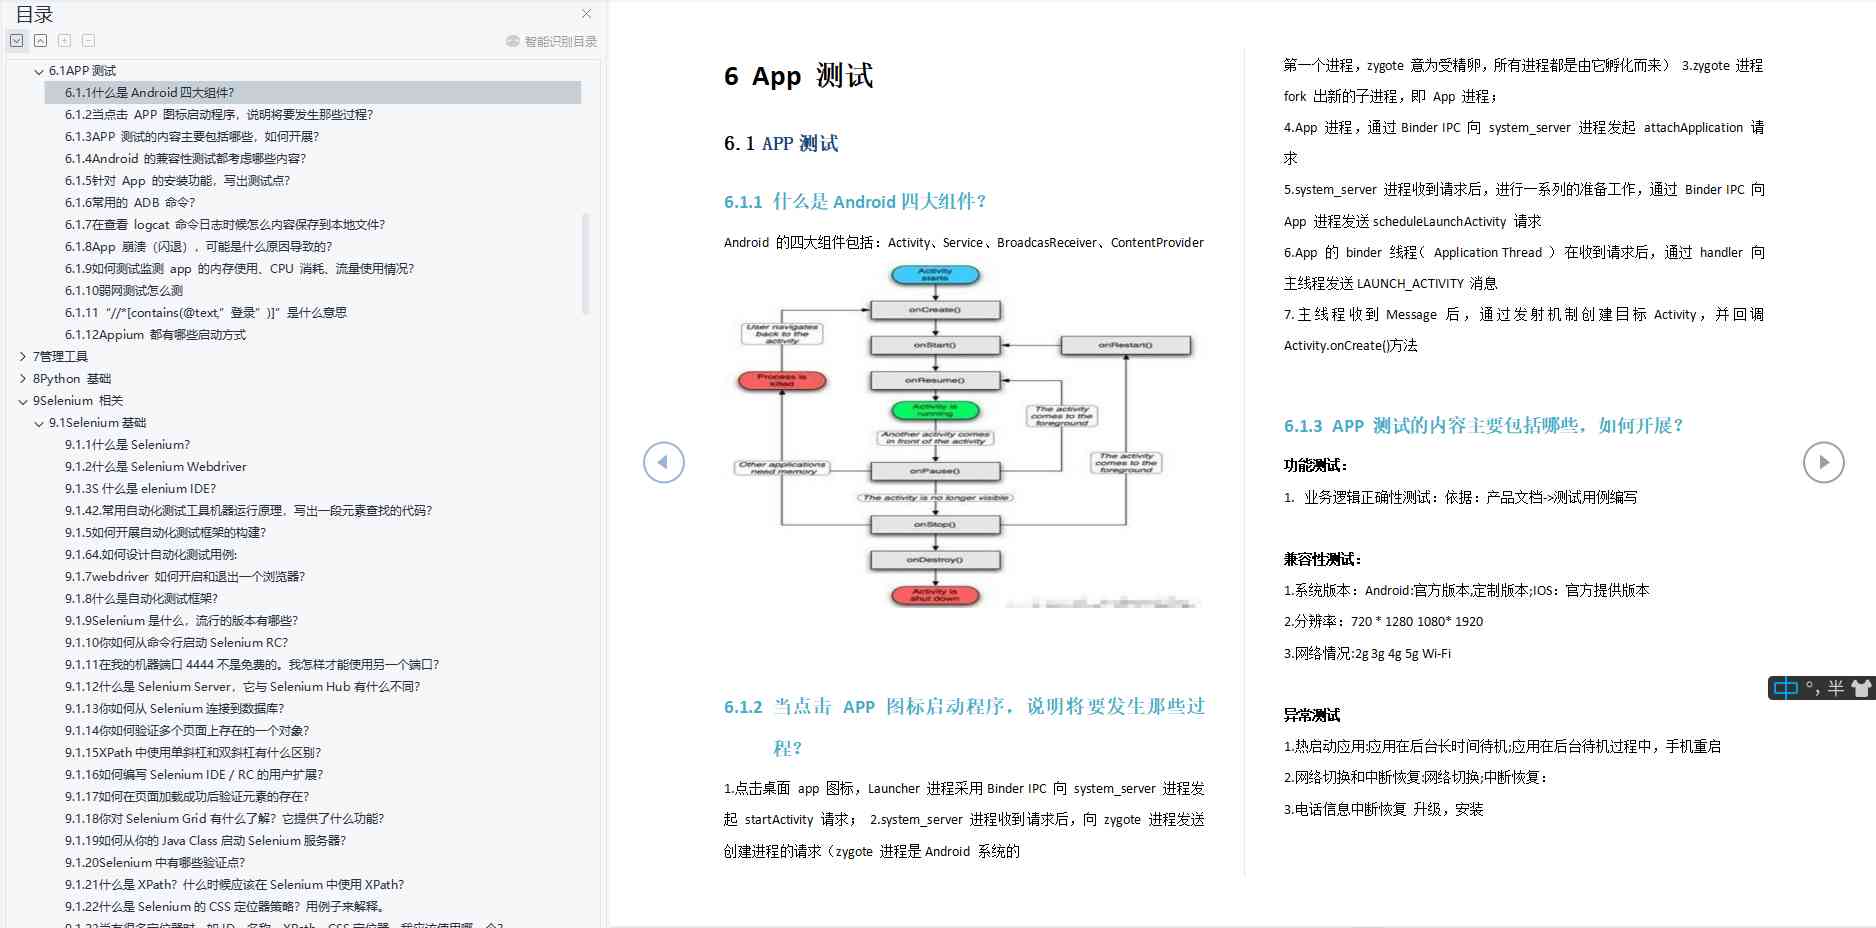 目录
智能识别目录
6.1APP 测试
6.1.1什么是 Android 四大组件？
6.1.2当点击 APP 图标启动程序，说明将要发生那些过程？
6.1.3APP 测试的内容主要包括哪些，如何开展？
6.1.4Android 的兼容性测试都考虑哪些内容？
6.1.5针对 App 的安装功能，写出测试点？
6.1.6常用的 ADB 命令？
6.1.7在查看 logcat 命令日志时候怎么内容保存到本地文件？
6.1.8App 崩溃（闪退），可能是什么原因导致的？
6.1.9如何测试监测 app 的内存使用、CPU 消耗、流量使用情况？
6.1.10弱网测试怎么测
6.1.11 “//*[contains(@text,” 登录” )]” 是什么意思
6.1.12Appium 都有哪些启动方式
7管理工具
8Python 基础
9Selenium 相关
9.1Selenium 基础
9.1.1什么是 Selenium?
9.1.2什么是 Selenium Webdriver
9.1.3S 什么是 elenium IDE?
9.1.42.常用自动化测试工具机器运行原理，写出一段元素查找的代码？
9.1.5如何开展自动化测试框架的构建？
9.1.64.如何设计自动化测试用例:
9.1.7webdriver 如何开启和退出一个浏览器？
9.1.8什么是自动化测试框架？
9.1.9Selenium 是什么，流行的版本有哪些？
9.1.10你如何从命令行启动 Selenium RC？
9.1.11在我的机器端口 4444 不是免费的。我怎样才能使用另一个端口？
9.1.12什么是 Selenium Server，它与 Selenium Hub 有什么不同？
9.1.13你如何从 Selenium 连接到数据库？
9.1.14你如何验证多个页面上存在的一个对象？
9.1.15XPath 中使用单斜杠和双斜杠有什么区别？
9.1.16如何编写 Selenium IDE / RC 的用户扩展？
9.1.17如何在页面加载成功后验证元素的存在？
9.1.18你对 Selenium Grid 有什么了解？它提供了什么功能？
9.1.19如何从你的 Java Class 启动 Selenium 服务器？
9.1.20Selenium 中有哪些验证点？
9.1.21什么是 XPath？什么时候应该在 Selenium 中使用 XPath？
9.1.22什么是 Selenium 的 CSS 定位器策略？用例子来解释。
6 App 测试
6.1 APP 测试
6.1.1 什么是 Android 四大组件？
Android 的四大组件包括：Activity、Service、BroadcasReceiver、ContentProvider
Activity
starts
onCreate()
User navigates
back to the
activity
onStart()
onRestart()
Process is
killed
onResume()
Activity is
running
The activity
comes to the
foreground
Another activity comes
in front of the activity
Other applications
need memory
onPause()
The activity
comes to the
foreground
The activity is no longer visible
onStop()
onDestroy()
Activity is
shut down
6.1.2 当点击 APP 图标启动程序，说明将要发生那些过
程？
1.点击桌面 app 图标，Launcher 进程采用 Binder IPC 向 system_server 进程发
起 startActivity 请求； 2.system_server 进程收到请求后，向 zygote 进程发送
创建进程的请求（zygote 进程是 Android 系统的
第一个进程，zygote 意为受精卵，所有进程都是由它孵化而来） 3.zygote 进程
fork 出新的子进程，即 App 进程；
4.App 进程，通过 Binder IPC 向 system_server 进程发起 attachApplication 请
求
5.system_server 进程收到请求后，进行一系列的准备工作，通过 Binder IPC 向
App 进程发送 scheduleLaunchActivity 请求
6.App 的 binder 线程（ Application Thread ）在收到请求后，通过 handler 向
主线程发送 LAUNCH_ACTIVITY 消息
7.主线程收到 Message 后，通过发射机制创建目标 Activity，并回调
Activity.onCreate()方法
6.1.3 APP 测试的内容主要包括哪些，如何开展？
功能测试：
1. 业务逻辑正确性测试：依据：产品文档->测试用例编写
兼容性测试：
1.系统版本：Android:官方版本,定制版本;IOS：官方提供版本
2.分辨率：720 * 1280 1080* 1920
3.网络情况:2g 3g 4g 5g Wi-Fi
异常测试
1.热启动应用:应用在后台长时间待机;应用在后台待机过程中，手机重启
2.网络切换和中断恢复:网络切换;中断恢复：
3.电话信息中断恢复 升级，安装
中 °, 半